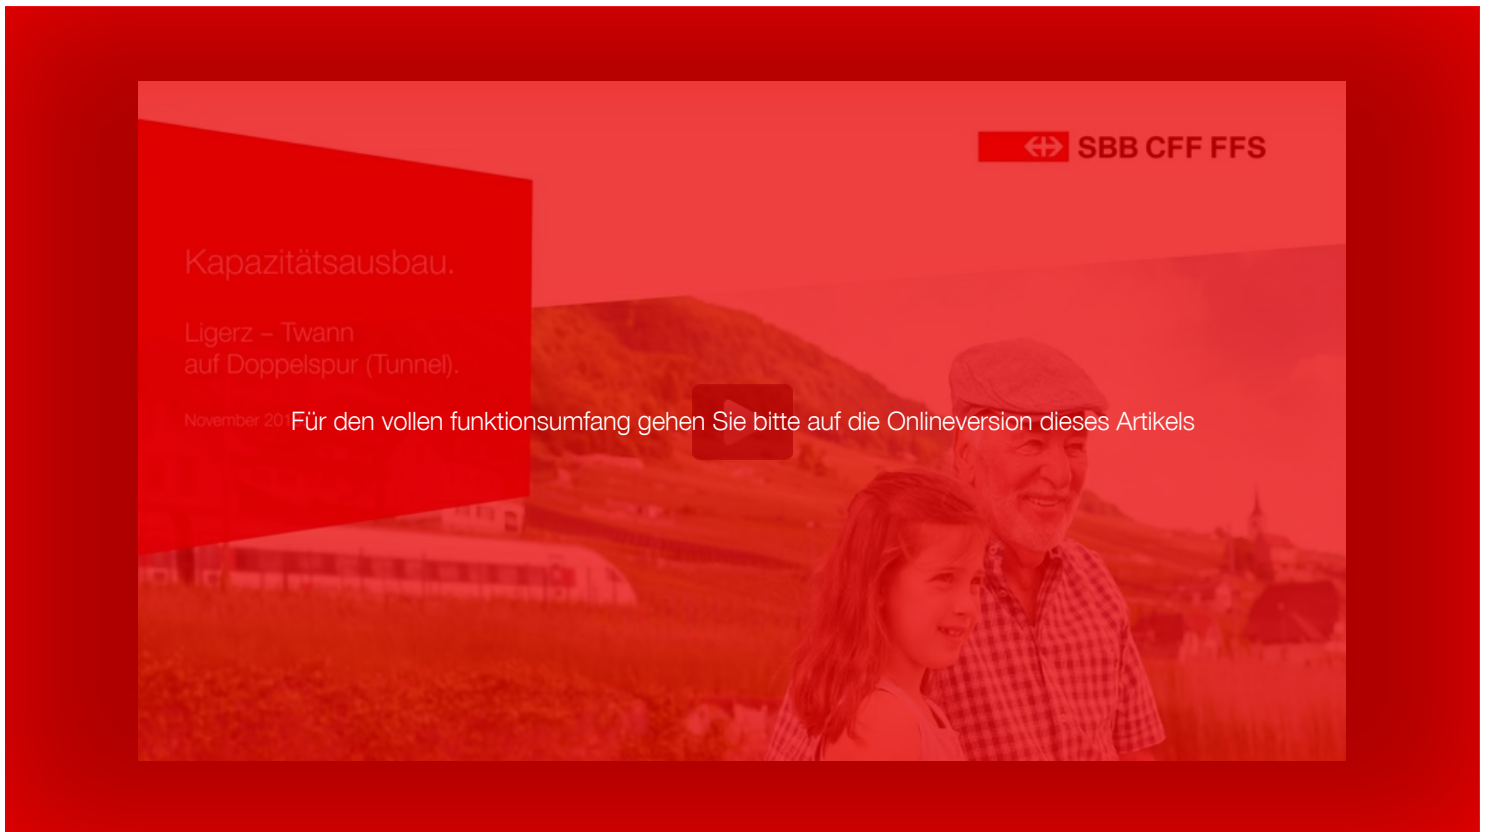 SBB CFF FFS
Kapazitätsausbau.
Ligerz – Twann
auf Doppelspur (Tunnel).
November
Für den vollen funktionsumfang gehen Sie bitte auf die Onlineversion dieses Artikels